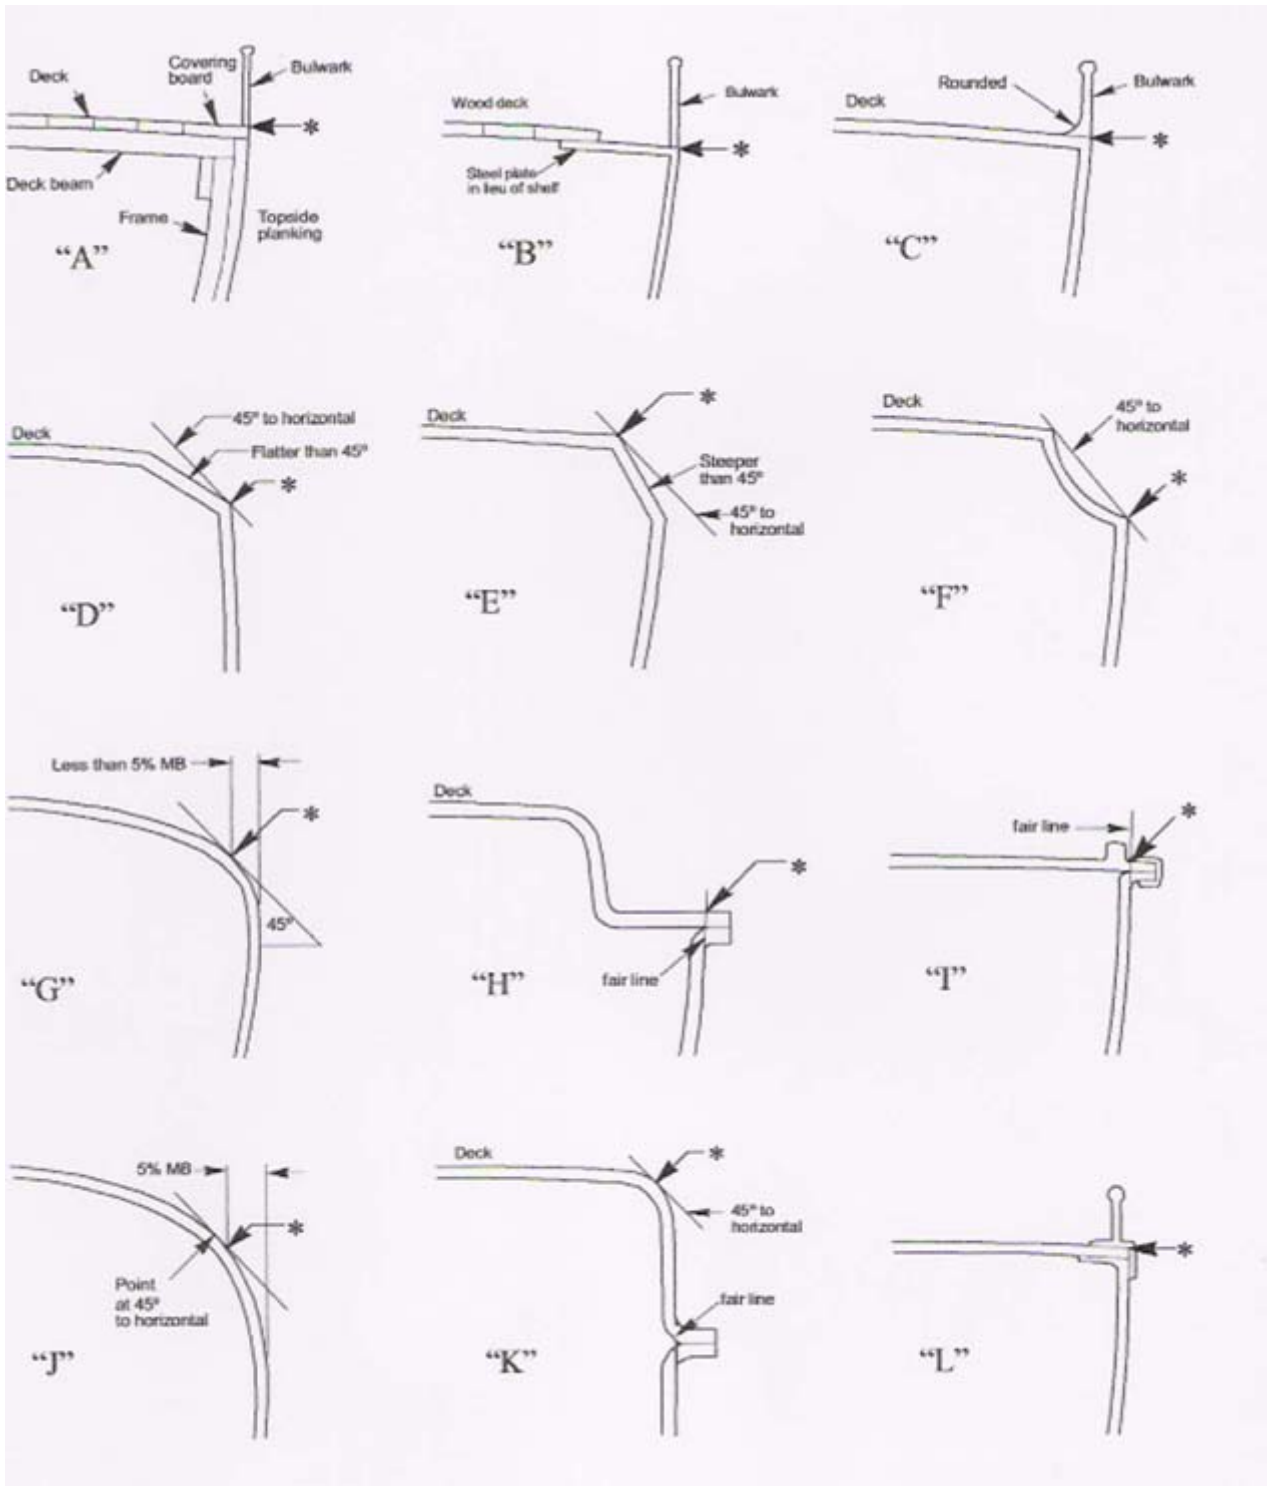 Deck
Covering
board
Bulwark
*
Deck beam
Frame
Topside
planking
“A”
Wood deck
Bulwark
*
Steel plate
in lieu of shelf
“B”
Deck
Rounded
Bulwark
*
“C”
Deck
45° to horizontal
Flatter than 45°
*
“D”
Deck
*
Steeper
than 45°
45° to
horizontal
“E”
Deck
45° to
horizontal
*
“F”
Less than 5% MB
*
45°
“G”
Deck
*
fair line
“H”
fair line
*
“I”
5% MB
*
Point
at 45°
to horizontal
“J”
Deck
*
45° to
horizontal
fair line
“K”
*
“L”